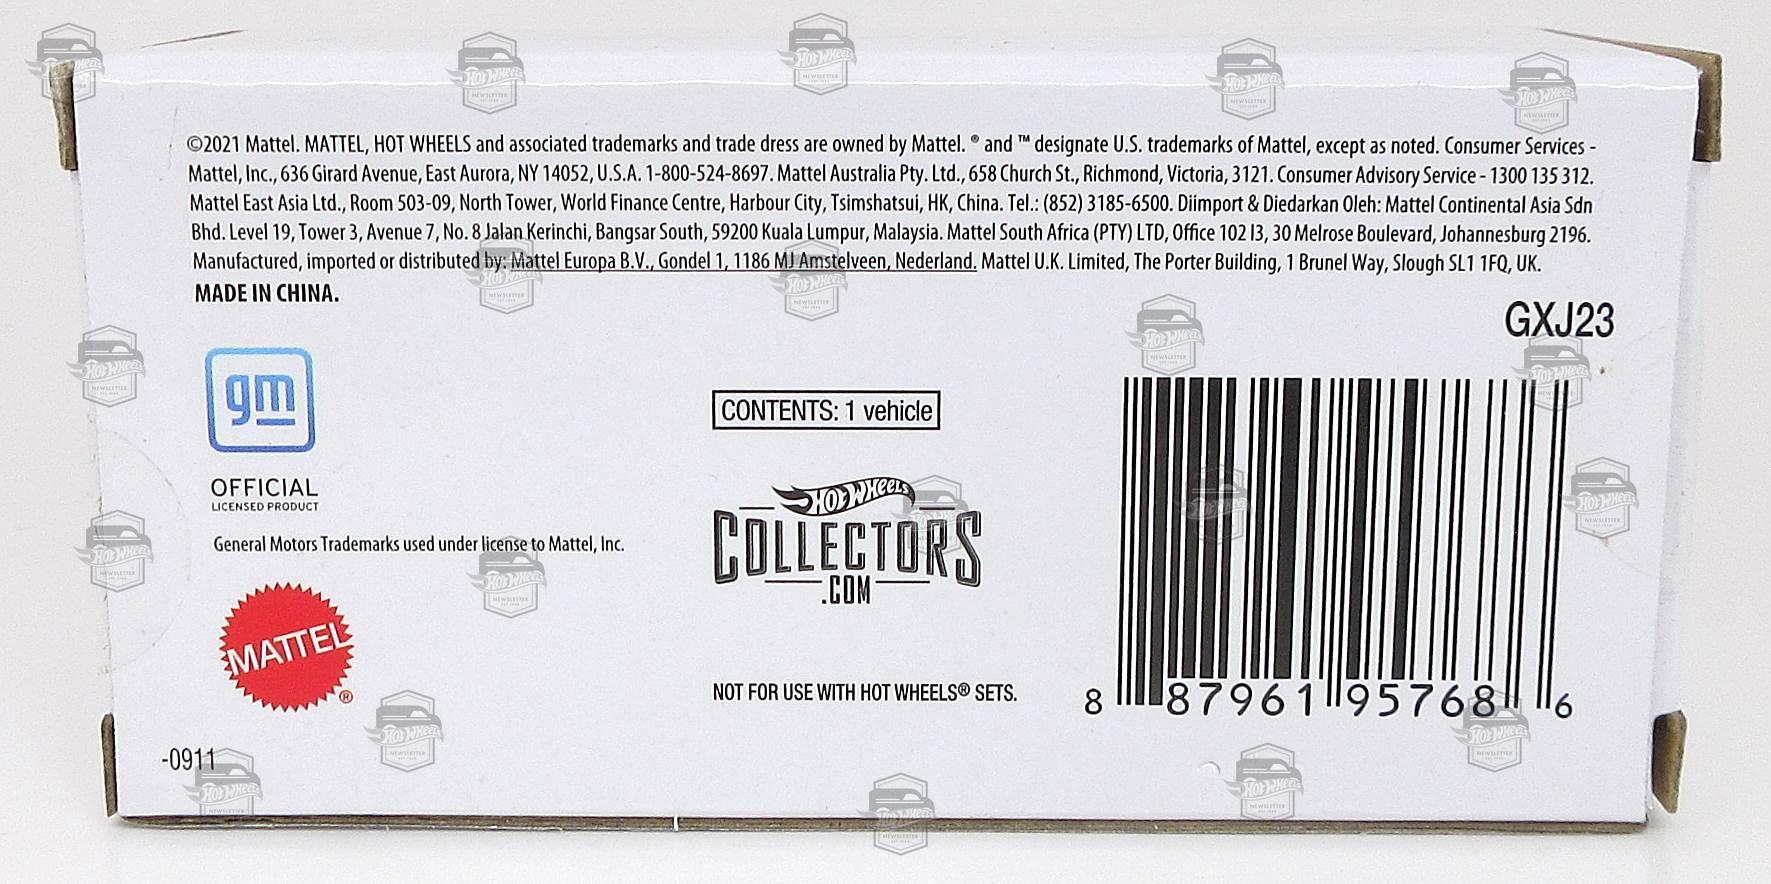 ©2021 Mattel. MATTEL, HOT WHEELS and associated trademarks and trade dress are owned by Mattel. ® and ™ designate U.S. trademarks of Mattel, except as noted. Consumer Services -
Mattel, Inc., 636 Girard Avenue, East Aurora, NY 14052, U.S.A. 1-800-524-8697. Mattel Australia Pty. Ltd., 658 Church St., Richmond, Victoria, 3121. Consumer Advisory Service - 1300 135 312.
Mattel East Asia Ltd., Room 503-09, North Tower, World Finance Centre, Harbour City, Tsimshatsui, HK, China. Tel.: (852) 3185-6500. Diimport & Diedarkan Oleh: Mattel Continental Asia Sdn
Bhd. Level 19, Tower 3, Avenue 7, No. 8 Jalan Kerinchi, Bangsar South, 59200 Kuala Lumpur, Malaysia. Mattel South Africa (PTY) LTD, Office 102 I3, 30 Melrose Boulevard, Johannesburg 2196.
Manufactured, imported or distributed by: Mattel Europa B.V., Gondel 1, 1186 MJ Amstelveen, Nederland. Mattel U.K. Limited, The Porter Building, 1 Brunel Way, Slough SL1 1FQ, UK.
MADE IN CHINA.
GXJ23
gm
OFFICIAL
LICENSED PRODUCT
General Motors Trademarks used under license to Mattel, Inc.
MATTEL®
-0911
CONTENTS: 1 vehicle
HOT WHEELS
COLLECTORS
.COM
NOT FOR USE WITH HOT WHEELS® SETS.
8 87961 95768 6
HOT WHEELS
NEWSLETTER